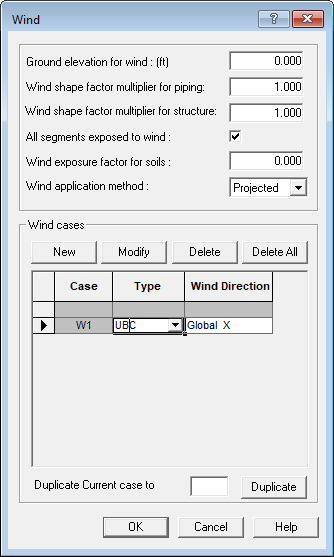 Wind
?
Ground elevation for wind : (ft) 0.000
Wind shape factor multiplier for piping: 1.000
Wind shape factor multiplier for structure: 1.000
All segments exposed to wind :
Wind exposure factor for soils : 0.000
Wind application method : Projected
Wind cases
New Modify Delete Delete All
Case Type Wind Direction
W1 UBC Global X
Duplicate Current case to Duplicate
OK Cancel Help